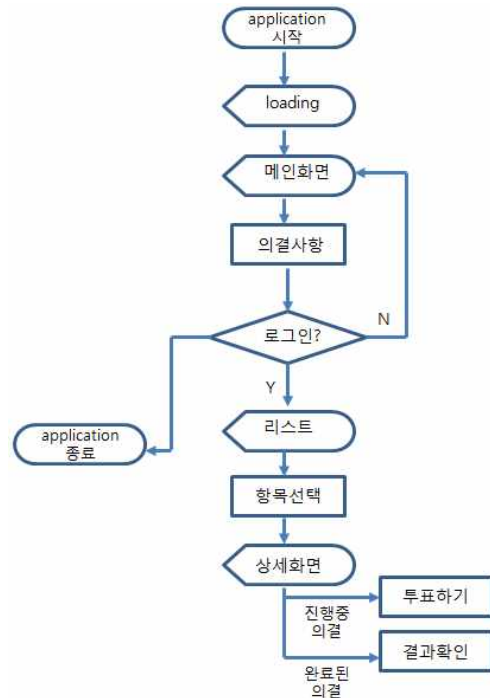 application
시작
loading
메인화면
의결사항
로그인?
N
Y
application
종료
리스트
항목선택
상세화면
투표하기
진행중
의결
결과확인
완료된
의결